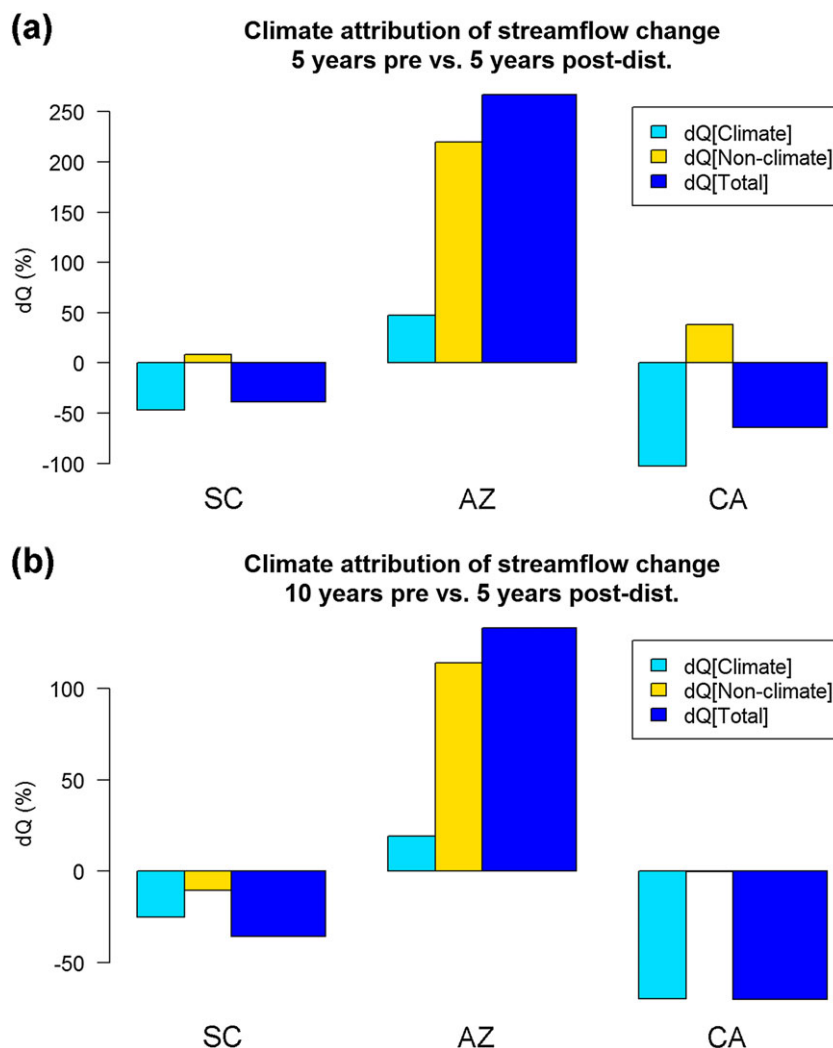 (a)
Climate attribution of streamflow change
5 years pre vs. 5 years post-dist.
dQ (%)
250
200
150
100
50
0
-50
-100
dQ[Climate]
dQ[Non-climate]
dQ[Total]
SC AZ CA
(b)
Climate attribution of streamflow change
10 years pre vs. 5 years post-dist.
dQ (%)
100
50
0
-50
dQ[Climate]
dQ[Non-climate]
dQ[Total]
SC AZ CA